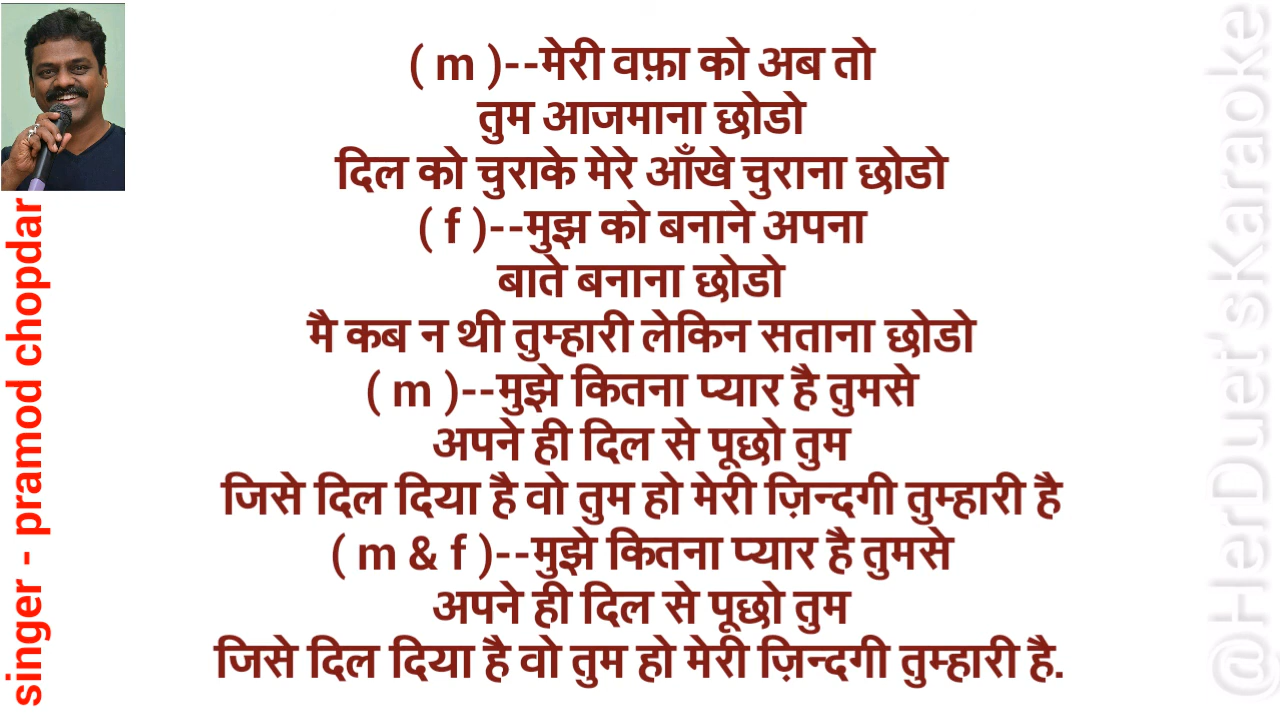 ( m )--मेरी वफ़ा को अब तो
तुम आजमाना छोडो
दिल को चुराके मेरे आँखे चुराना छोडो
( f )--मुझ को बनाने अपना
बाते बनाना छोडो
मै कब न थी तुम्हारी लेकिन सताना छोडो
( m )--मुझे कितना प्यार है तुमसे
अपने ही दिल से पूछो तुम
जिसे दिल दिया है वो तुम हो मेरी ज़िन्दगी तुम्हारी है
( m & f )--मुझे कितना प्यार है तुमसे
अपने ही दिल से पूछो तुम
जिसे दिल दिया है वो तुम हो मेरी ज़िन्दगी तुम्हारी है.
singer - pramod chopdar
@HerDuet'sKaraoke